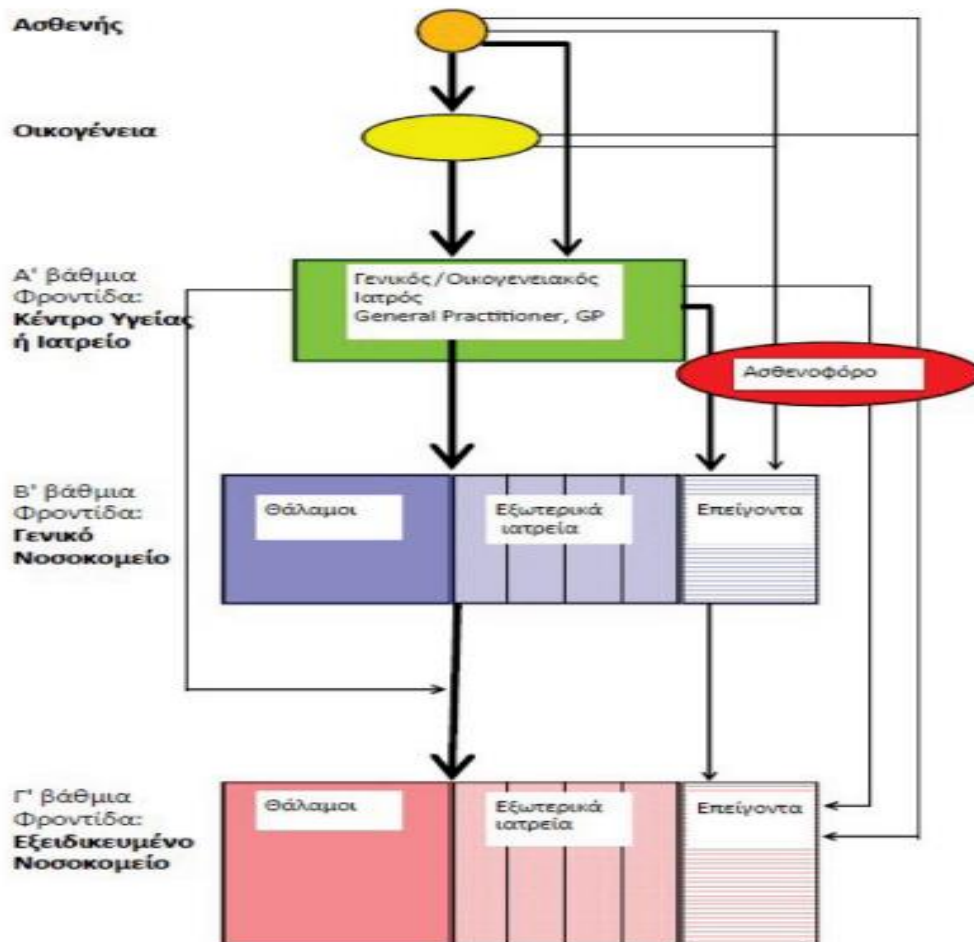 Ασθενής
Οικογένεια
Α' βάθμια
Φροντίδα:
Κέντρο Υγείας
ή Ιατρείο
Γενικός/Οικογενειακός
Ιατρός
General Practitioner, GP
Ασθενοφόρο
Β' βάθμια
Φροντίδα:
Γενικό
Νοσοκομείο
Θάλαμοι
Εξωτερικά
ιατρεία
Επείγοντα
Γ' βάθμια
Φροντίδα:
Εξειδικευμένο
Νοσοκομείο
Θάλαμοι
Εξωτερικά
ιατρεία
Επείγοντα